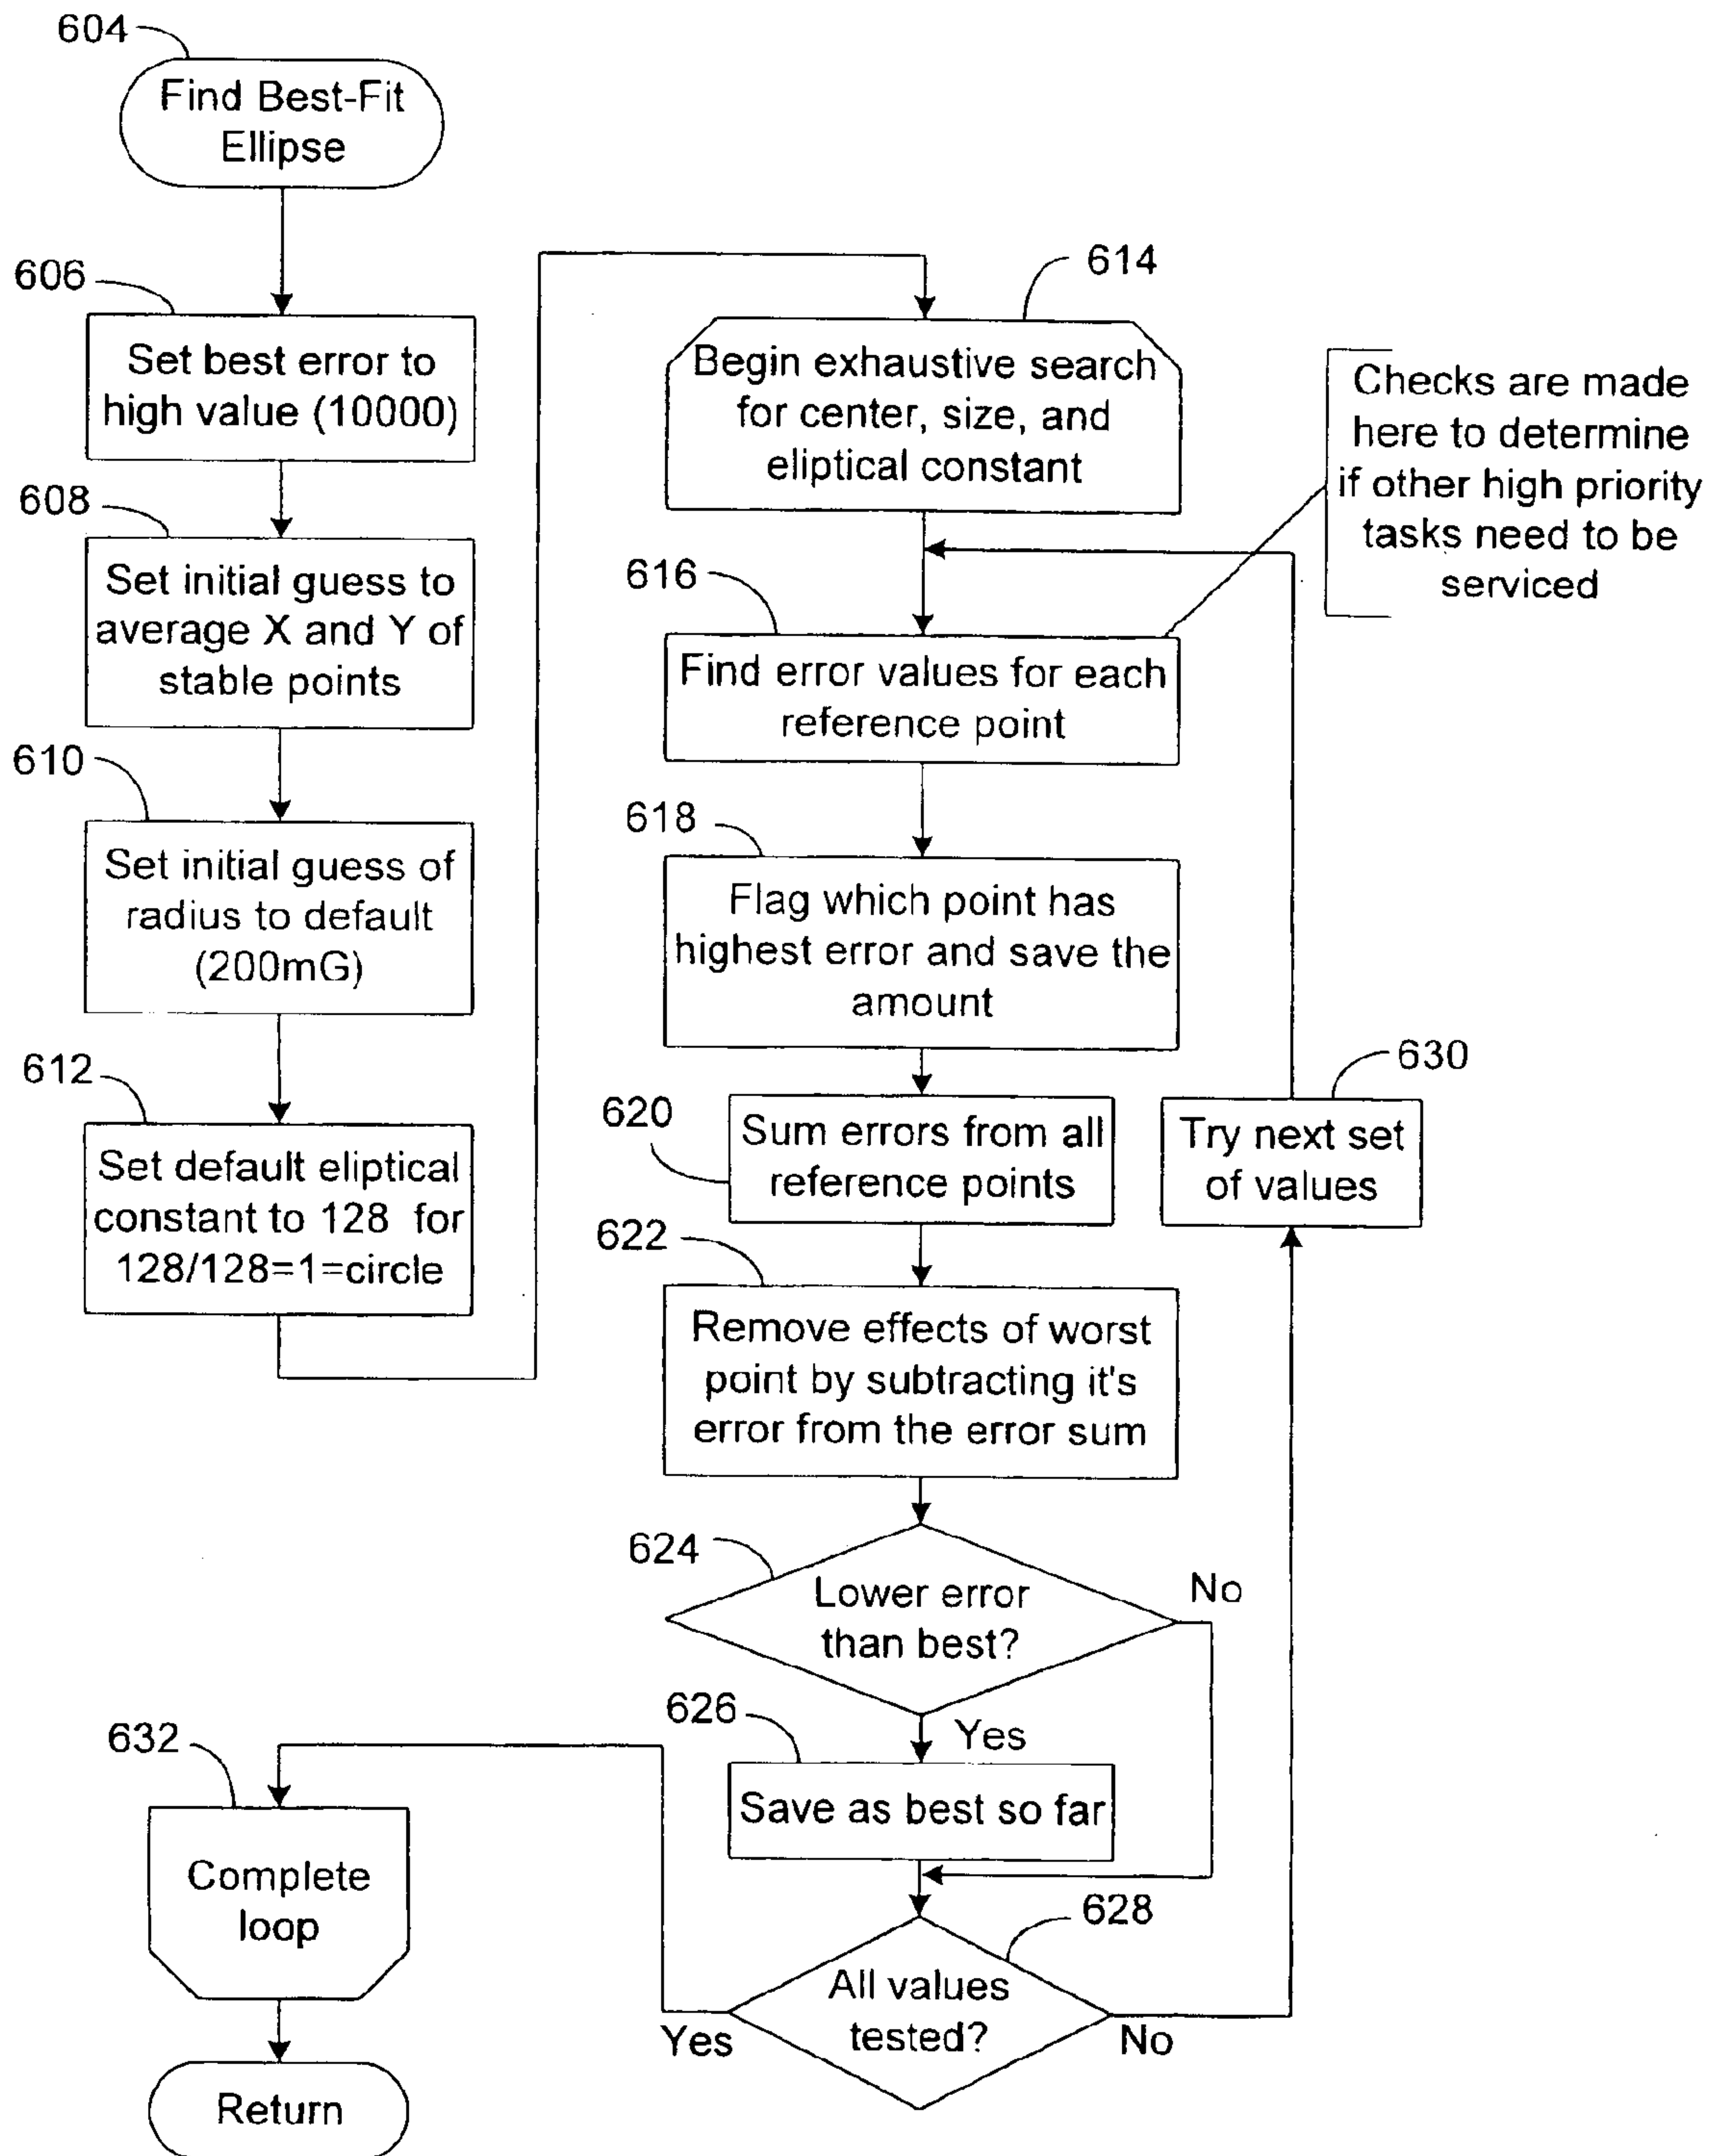 604
Find Best-Fit
Ellipse
606
Set best error to
high value (10000)
608
Set initial guess to
average X and Y of
stable points
610
Set initial guess of
radius to default
(200mG)
612
Set default eliptical
constant to 128 for
128/128=1=circle
614
Begin exhaustive search
for center, size, and
eliptical constant
Checks are made
here to determine
if other high priority
tasks need to be
serviced
616
Find error values for each
reference point
618
Flag which point has
highest error and save the
amount
620
Sum errors from all
reference points
630
Try next set
of values
622
Remove effects of worst
point by subtracting it's
error from the error sum
624
Lower error
than best?
No
Yes
626
Save as best so far
628
All values
tested?
Yes
No
632
Complete
loop
Return